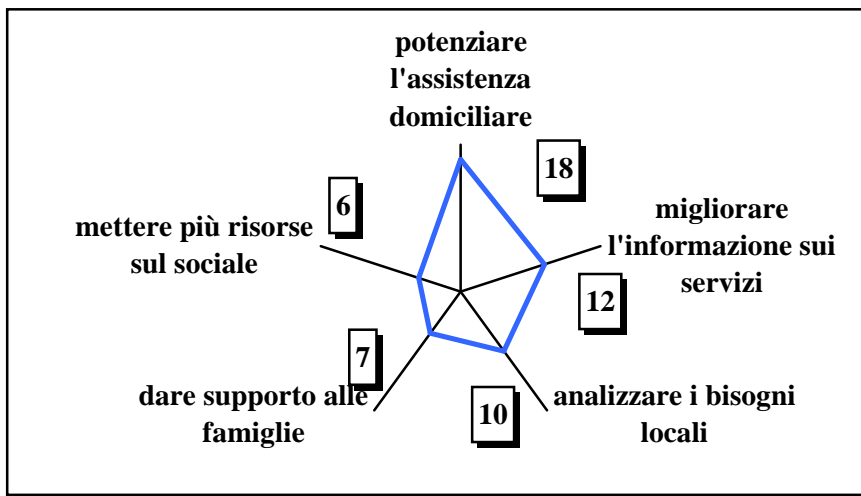 potenziare
l'assistenza
domiciliare
18
migliorare
l'informazione sui
servizi
12
analizzare i bisogni
locali
10
dare supporto alle
famiglie
7
mettere più risorse
sul sociale
6